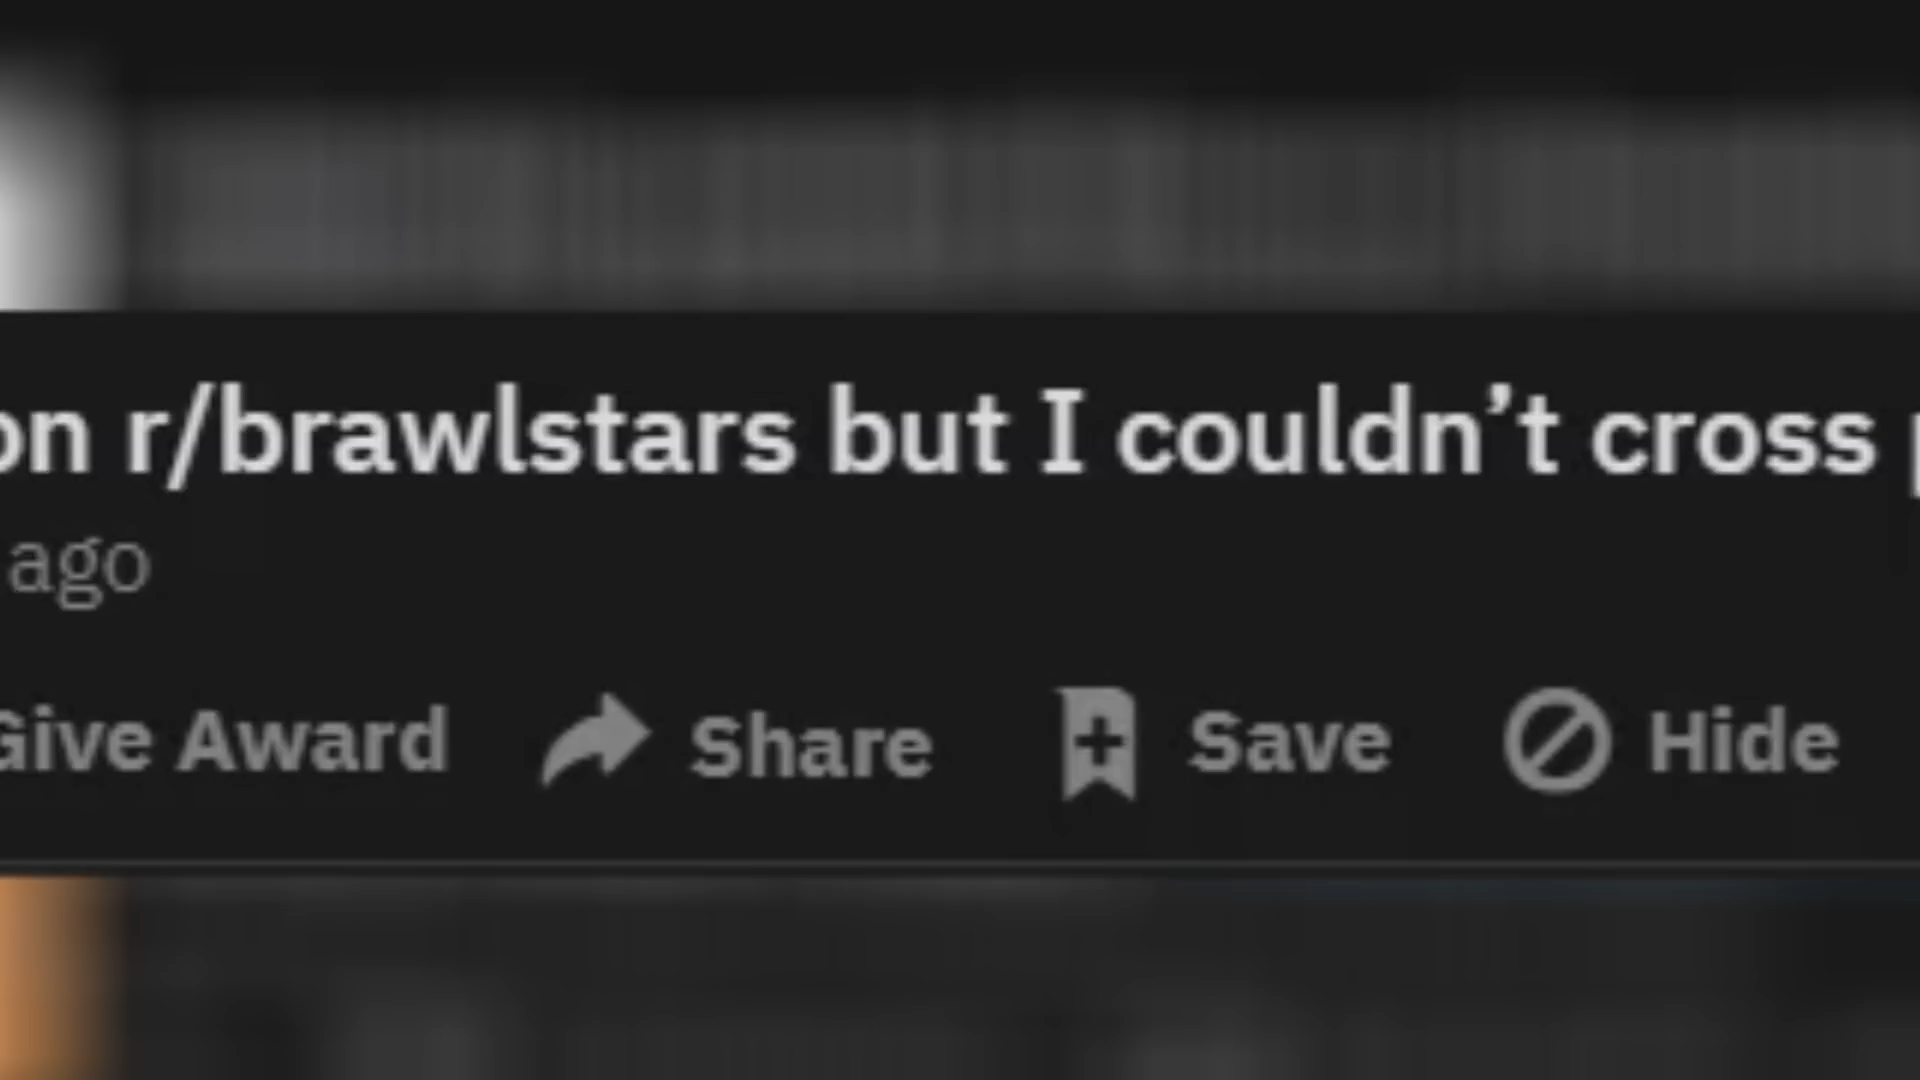 on r/brawlstars but I couldn’t cross
ago
Give Award Share Save Hide